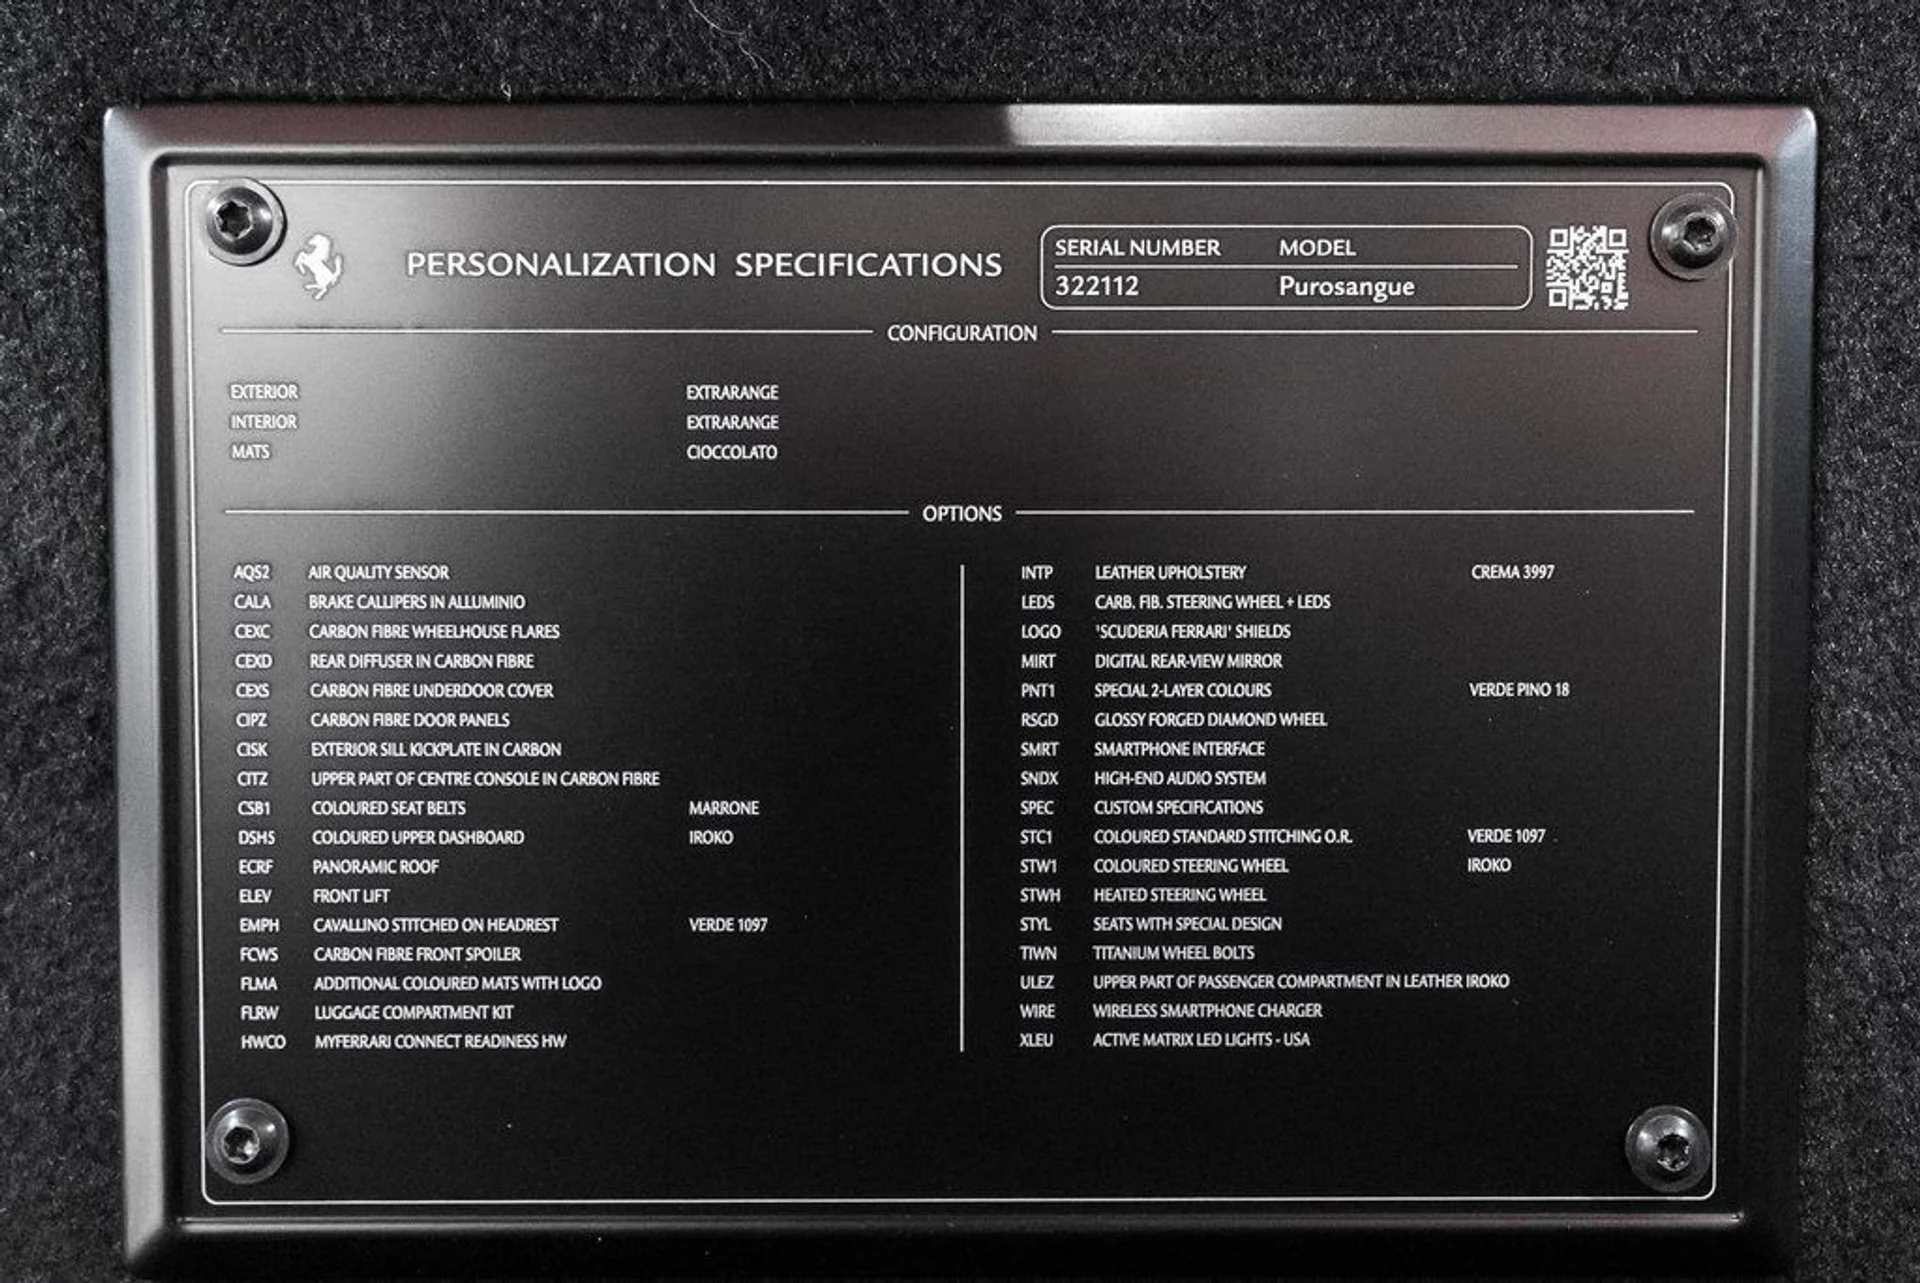 PERSONALIZATION SPECIFICATIONS
SERIAL NUMBER MODEL
322112 Purosangue
CONFIGURATION
EXTERIOR EXTRARANGE
INTERIOR EXTRARANGE
MATS CIOCCOLATO
OPTIONS
AQS2 AIR QUALITY SENSOR
CALA BRAKE CALLIPERS IN ALLUMINIO
CEXC CARBON FIBRE WHEELHOUSE FLARES
CEXD REAR DIFFUSER IN CARBON FIBRE
CEXS CARBON FIBRE UNDERDOOR COVER
CIPZ CARBON FIBRE DOOR PANELS
CISK EXTERIOR SILL KICKPLATE IN CARBON
CITZ UPPER PART OF CENTRE CONSOLE IN CARBON FIBRE
CSB1 COLOURED SEAT BELTS MARRONE
DSH5 COLOURED UPPER DASHBOARD IROKO
ECRF PANORAMIC ROOF
ELEV FRONT LIFT
EMPH CAVALLINO STITCHED ON HEADREST VERDE 1097
FCWS CARBON FIBRE FRONT SPOILER
FLMA ADDITIONAL COLOURED MATS WITH LOGO
FLRW LUGGAGE COMPARTMENT KIT
HWCO MYFERRARI CONNECT READINESS HW
INTP LEATHER UPHOLSTERY CREMA 3997
LEDS CARB. FIB. STEERING WHEEL + LEDS
LOGO 'SCUDERIA FERRARI' SHIELDS
MIRT DIGITAL REAR-VIEW MIRROR
PNT1 SPECIAL 2-LAYER COLOURS VERDE PINO 18
RSGD GLOSSY FORGED DIAMOND WHEEL
SMRT SMARTPHONE INTERFACE
SNDX HIGH-END AUDIO SYSTEM
SPEC CUSTOM SPECIFICATIONS
STC1 COLOURED STANDARD STITCHING O.R. VERDE 1097
STW1 COLOURED STEERING WHEEL IROKO
STWH HEATED STEERING WHEEL
STYL SEATS WITH SPECIAL DESIGN
TIWN TITANIUM WHEEL BOLTS
ULEZ UPPER PART OF PASSENGER COMPARTMENT IN LEATHER IROKO
WIRE WIRELESS SMARTPHONE CHARGER
XLEU ACTIVE MATRIX LED LIGHTS - USA